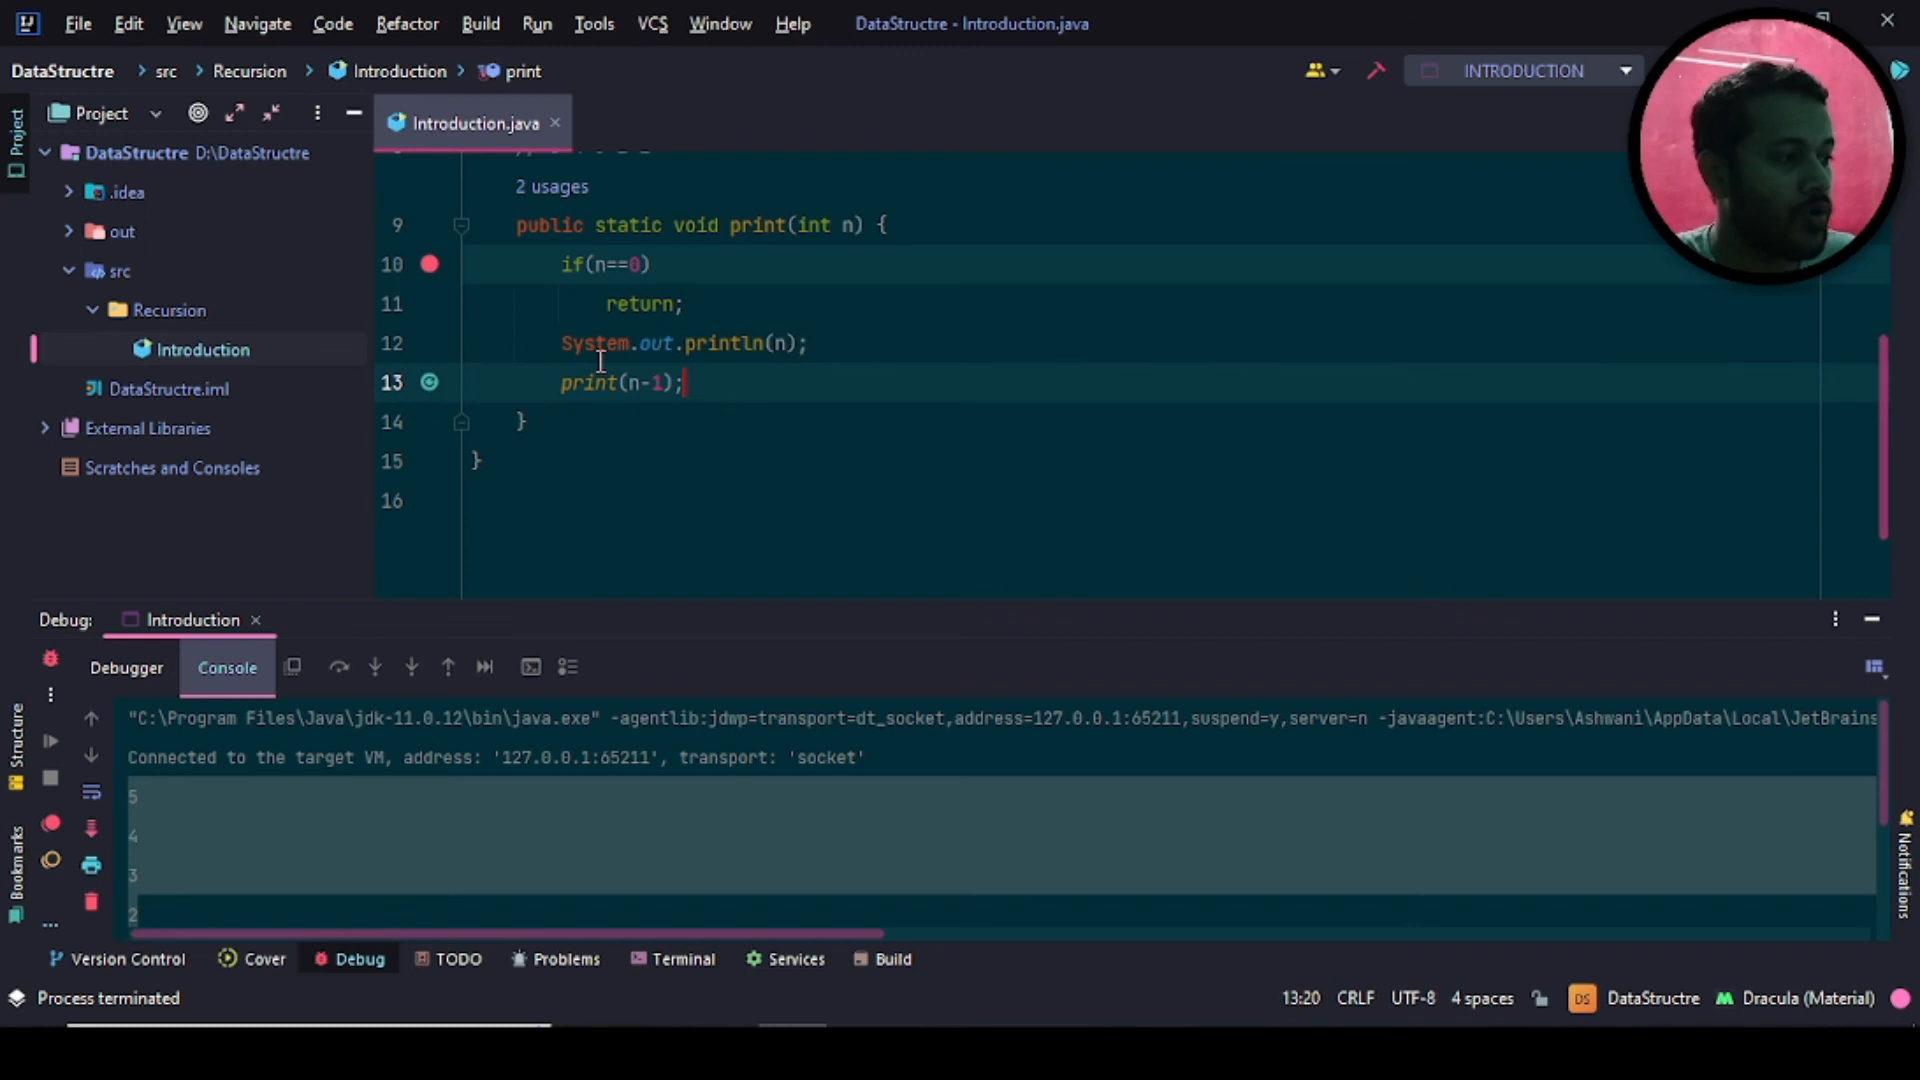 File Edit View Navigate Code Refactor Build Run Tools VCS Window Help DataStructre - Introduction.java
DataStructre src Recursion Introduction print INTRODUCTION
Project
Project
Introduction.java
DataStructre D:\DataStructre
.idea
out
src
Recursion
Introduction
DataStructre.iml
External Libraries
Scratches and Consoles
2 usages
9 public static void print(int n) {
10 if(n==0)
11 return;
12 System.out.println(n);
13 print(n-1);
14 }
15 }
16
Debug: Introduction
Debugger Console
"C:\Program Files\Java\jdk-11.0.12\bin\java.exe" -agentlib:jdwp=transport=dt_socket,address=127.0.0.1:65211,suspend=y,server=n -javaagent:C:\Users\Ashwani\AppData\Local\JetBrains
Connected to the target VM, address: '127.0.0.1:65211', transport: 'socket'
5
4
3
2
Structure
Bookmarks
Notifications
Version Control Cover Debug TODO Problems Terminal Services Build
Process terminated 13:20 CRLF UTF-8 4 spaces DS DataStructre Dracula (Material)